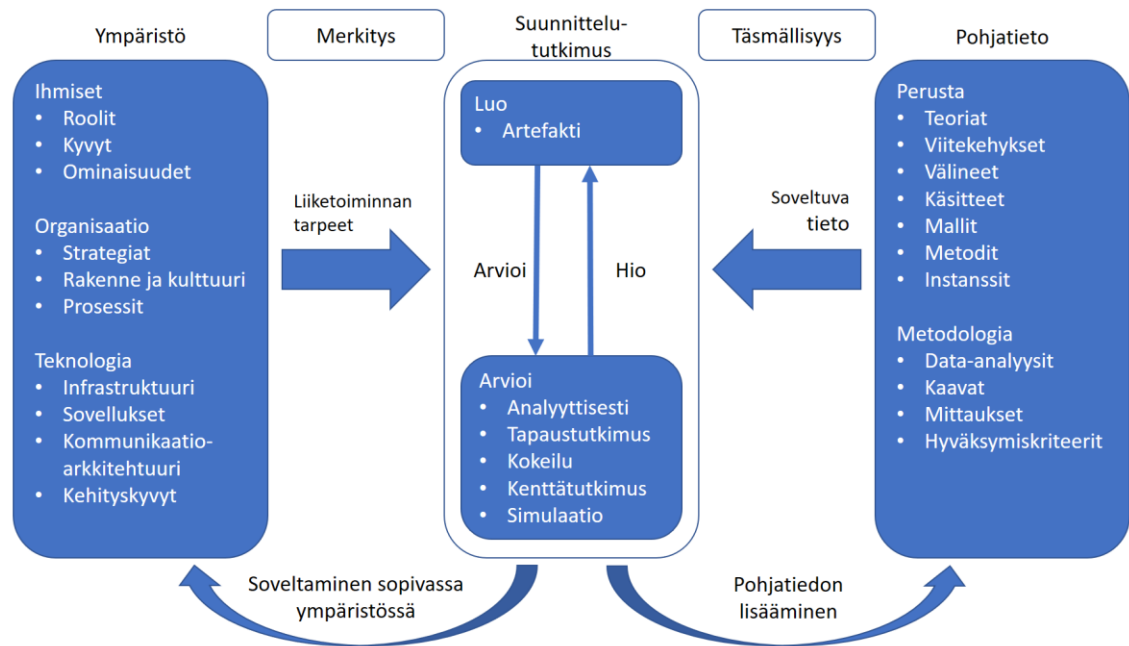 Ympäristö
Merkitys
Suunnittelu-
tutkimus
Täsmällisyys
Pohjatieto
Ihmiset
• Roolit
• Kyvyt
• Ominaisuudet
Organisaatio
• Strategiat
• Rakenne ja kulttuuri
• Prosessit
Teknologia
• Infrastruktuuri
• Sovellukset
• Kommunikaatio-
arkkitehtuuri
• Kehityskyvyt
Liiketoiminnan
tarpeet
Luo
• Artefakti
Arvioi
Hio
Arvioi
• Analyyttisesti
• Tapaustutkimus
• Kokeilu
• Kenttätutkimus
• Simulaatio
Soveltuva
tieto
Perusta
• Teoriat
• Viitekehykset
• Välineet
• Käsitteet
• Mallit
• Metodit
• Instanssit
Metodologia
• Data-analyysit
• Kaavat
• Mittaukset
• Hyväksymiskriteerit
Soveltaminen sopivassa
ympäristössä
Pohjatiedon
lisääminen